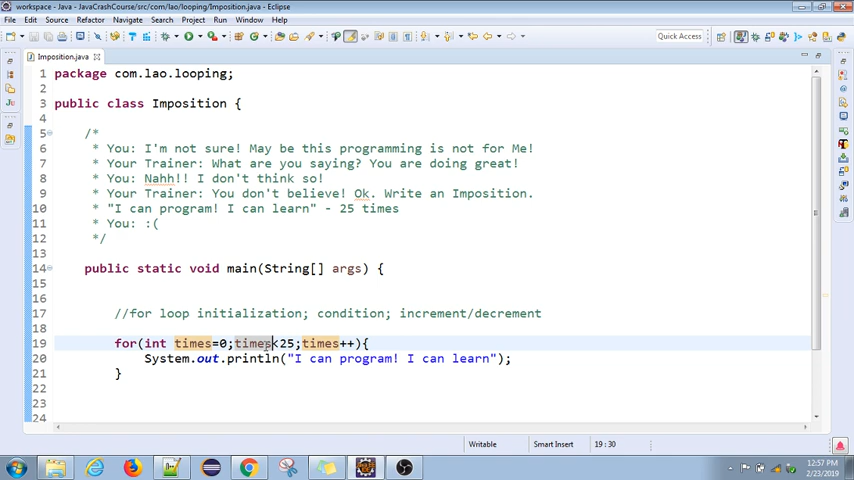 workspace - Java - JavaCrashCourse/src/com/lao/looping/Imposition.java - Eclipse
File Edit Source Refactor Navigate Search Project Run Window Help
Quick Access
Imposition.java
1 package com.lao.looping;
2
3 public class Imposition {
4
5 /*
6 * You: I'm not sure! May be this programming is not for Me!
7 * Your Trainer: What are you saying? You are doing great!
8 * You: Nahh!! I don't think so!
9 * Your Trainer: You don't believe! Ok. Write an Imposition.
10 * "I can program! I can learn" - 25 times
11 * You: :(
12 */
13
14 public static void main(String[] args) {
15
16
17 //for loop initialization; condition; increment/decrement
18
19 for(int times=0;times<25;times++){
20 System.out.println("I can program! I can learn");
21 }
22
23
24
Writable Smart Insert 19 : 30
12:57 PM
2/23/2019